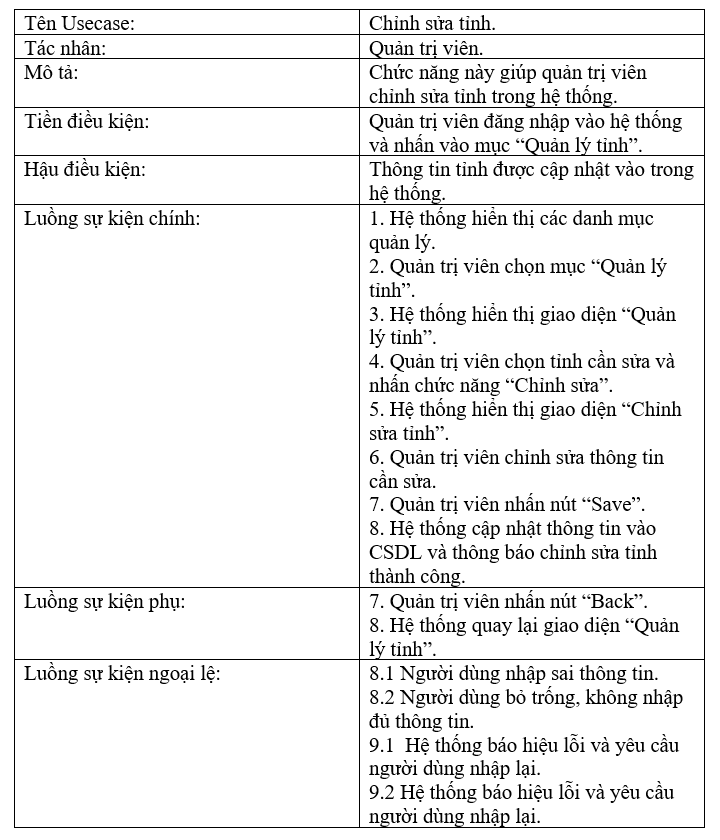 Tên Usecase:
Chỉnh sửa tỉnh.
Tác nhân:
Quản trị viên.
Mô tả:
Chức năng này giúp quản trị viên
chỉnh sửa tỉnh trong hệ thống.
Tiền điều kiện:
Quản trị viên đăng nhập vào hệ thống
và nhấn vào mục “Quản lý tỉnh”.
Hậu điều kiện:
Thông tin tỉnh được cập nhật vào trong
hệ thống.
Luồng sự kiện chính:
1. Hệ thống hiển thị các danh mục
quản lý.
2. Quản trị viên chọn mục “Quản lý
tỉnh”.
3. Hệ thống hiển thị giao diện “Quản
lý tỉnh”.
4. Quản trị viên chọn tỉnh cần sửa và
nhấn chức năng “Chỉnh sửa”.
5. Hệ thống hiển thị giao diện “Chỉnh
sửa tỉnh”.
6. Quản trị viên chỉnh sửa thông tin
cần sửa.
7. Quản trị viên nhấn nút “Save”.
8. Hệ thống cập nhật thông tin vào
CSDL và thông báo chỉnh sửa tỉnh
thành công.
Luồng sự kiện phụ:
7. Quản trị viên nhấn nút “Back”.
8. Hệ thống quay lại giao diện “Quản
lý tỉnh”.
Luồng sự kiện ngoại lệ:
8.1 Người dùng nhập sai thông tin.
8.2 Người dùng bỏ trống, không nhập
đủ thông tin.
9.1  Hệ thống báo hiệu lỗi và yêu cầu
người dùng nhập lại.
9.2 Hệ thống báo hiệu lỗi và yêu cầu
người dùng nhập lại.